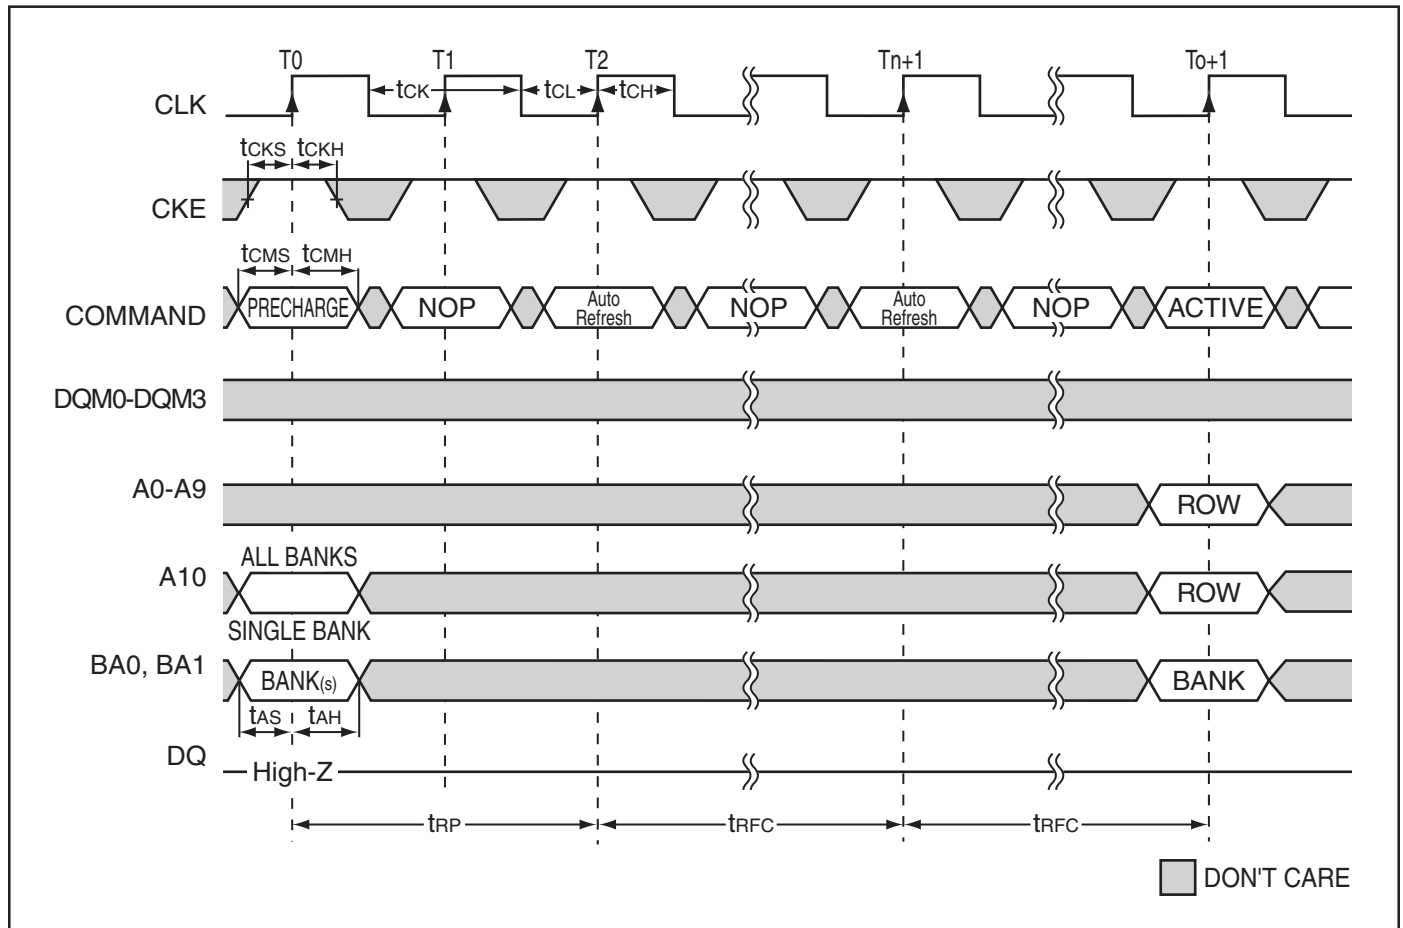 T0 T1 T2 Tn+1 To+1
CLK tCK tCL tCH
tCKS tCKH
CKE
tCMS tCMH
COMMAND PRECHARGE NOP Auto Refresh NOP Auto Refresh NOP ACTIVE
DQM0-DQM3
A0-A9 ROW
ALL BANKS
A10 ROW
SINGLE BANK
BA0, BA1 BANK(s) BANK
tAS tAH
DQ High-Z
tRP tRFC tRFC
DON'T CARE